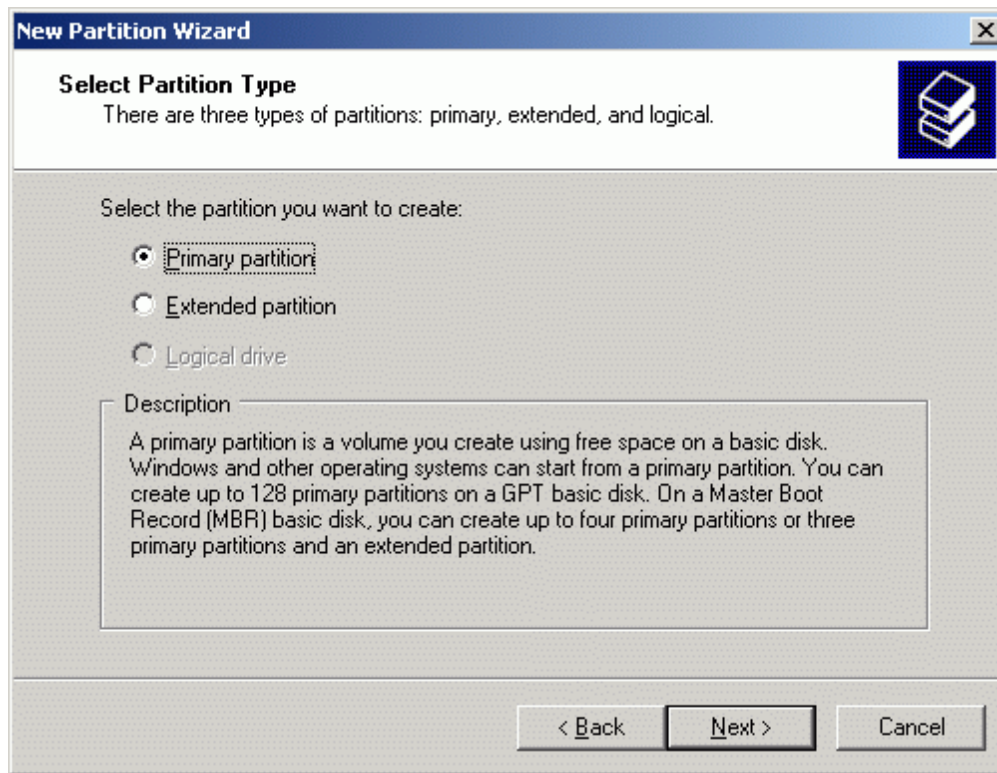 New Partition Wizard
Select Partition Type
There are three types of partitions: primary, extended, and logical.
Select the partition you want to create:
Primary partition
Extended partition
Logical drive
Description
A primary partition is a volume you create using free space on a basic disk.
Windows and other operating systems can start from a primary partition. You can
create up to 128 primary partitions on a GPT basic disk. On a Master Boot
Record (MBR) basic disk, you can create up to four primary partitions or three
primary partitions and an extended partition.
< Back
Next >
Cancel